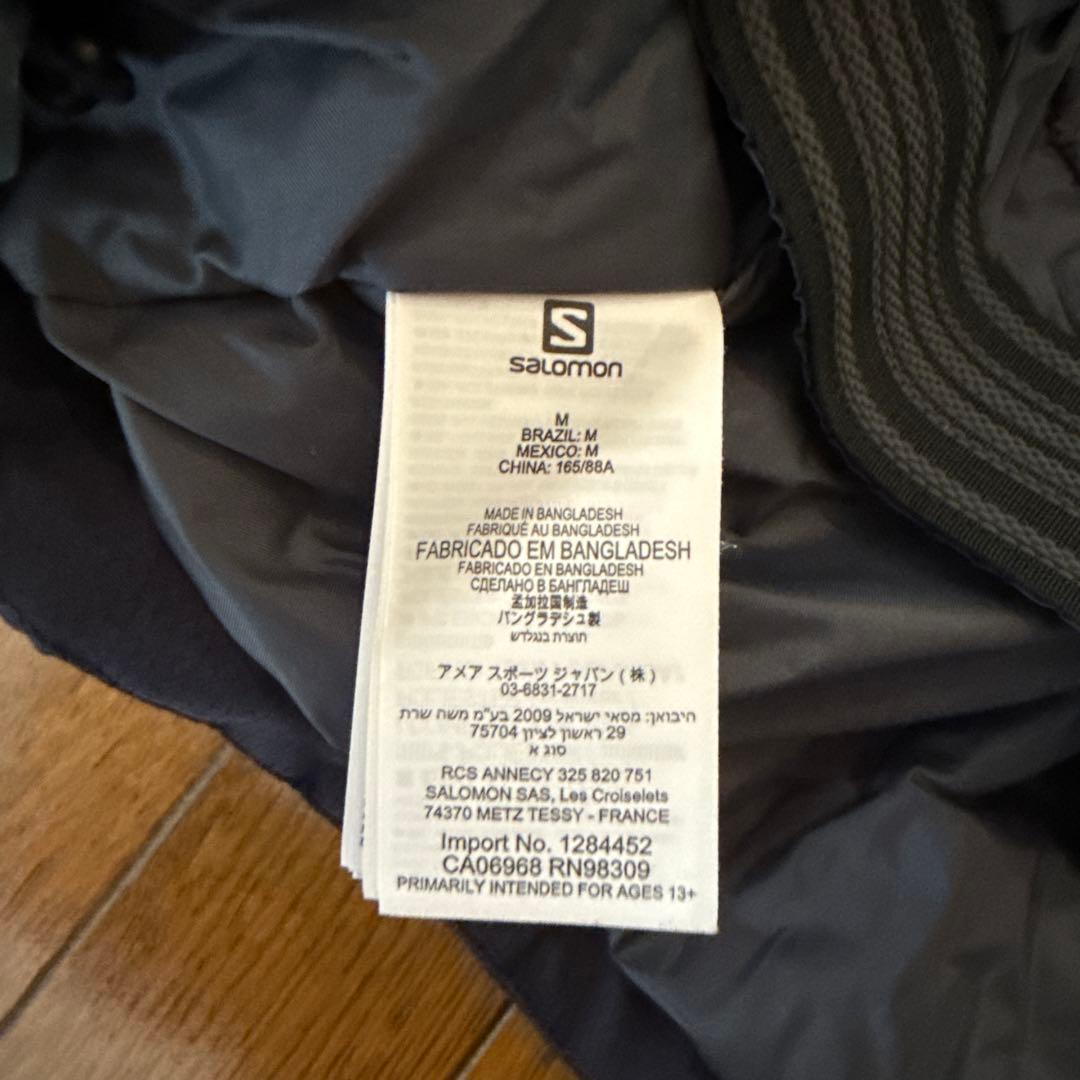 S
salomon
M
BRAZIL: M
MEXICO: M
CHINA: 165/88A
MADE IN BANGLADESH
FABRIQUÉ AU BANGLADESH
FABRICADO EM BANGLADESH
FABRICADO EN BANGLADESH
СДЕЛАНО В БАНГЛАДЕШ
孟加拉国制造
バングラデシュ製
תוצרת בנגלדש
アメア スポーツ ジャパン (株)
03-6831-2717
היבואן: מסאי ישראל 2009 בע"מ משה שרת
29 ראשון לציון 75704
סוג א
RCS ANNECY 325 820 751
SALOMON SAS, Les Croiselets
74370 METZ TESSY - FRANCE
Import No. 1284452
CA06968 RN98309
PRIMARILY INTENDED FOR AGES 13+